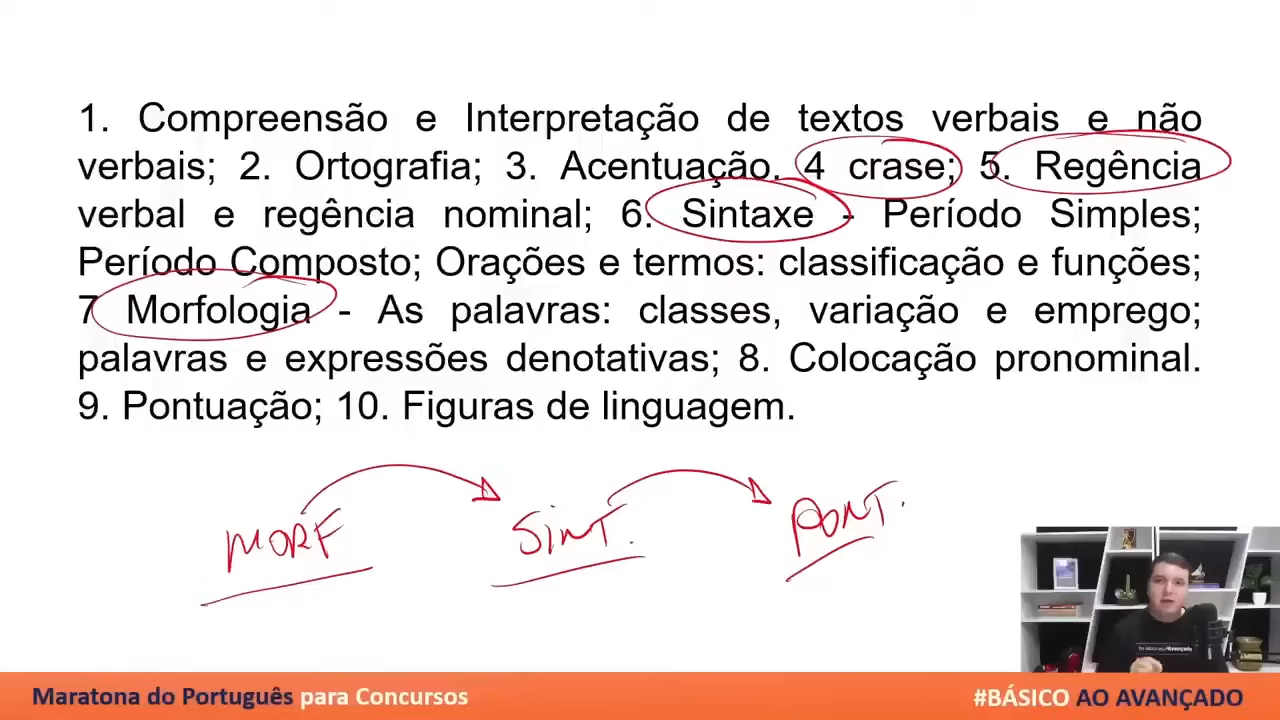 1. Compreensão e Interpretação de textos verbais e não
verbais; 2. Ortografia; 3. Acentuação. 4 crase; 5. Regência
verbal e regência nominal; 6. Sintaxe - Período Simples;
Período Composto; Orações e termos: classificação e funções;
7 Morfologia - As palavras: classes, variação e emprego;
palavras e expressões denotativas; 8. Colocação pronominal.
9. Pontuação; 10. Figuras de linguagem.
MORF SINT. PONT.
Maratona do Português para Concursos #BÁSICO AO AVANÇADO